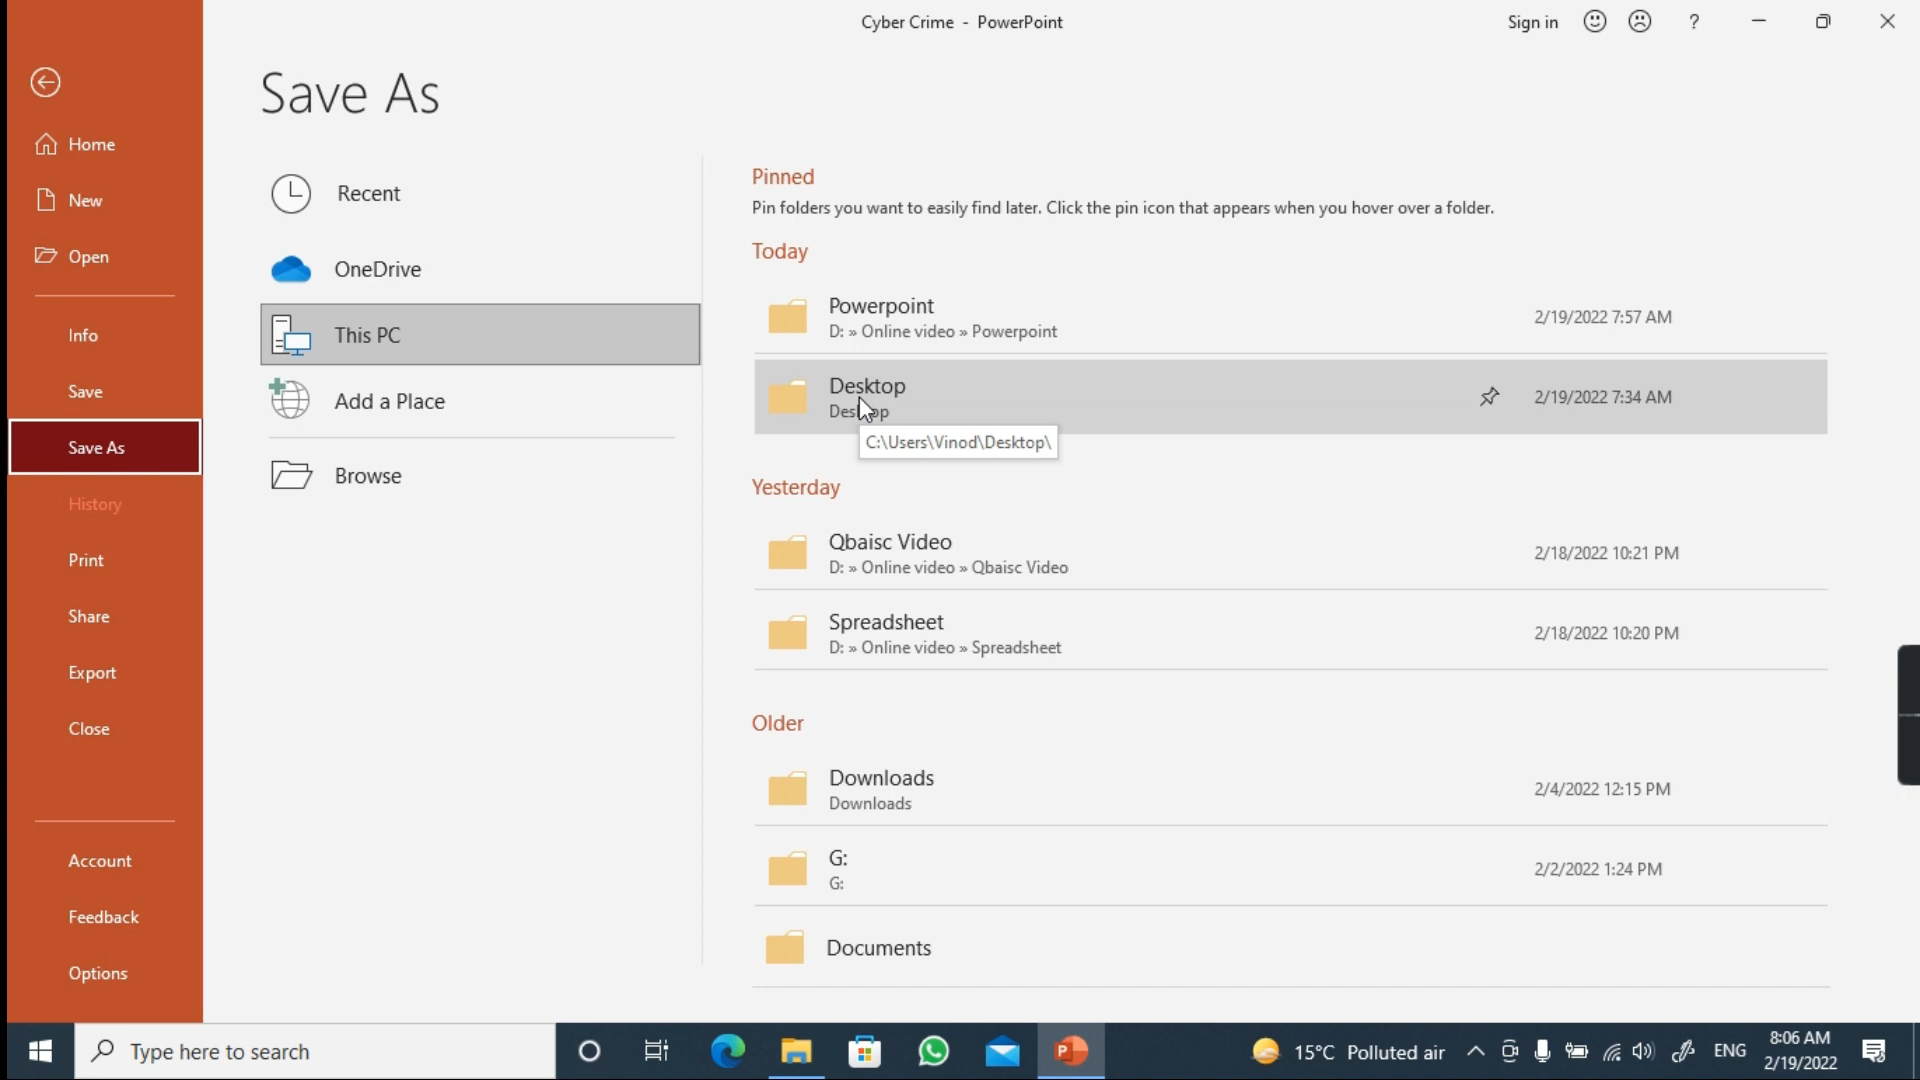 Cyber Crime - PowerPoint
Sign in
?
Save As
Home
New
Open
Info
Save
Save As
History
Print
Share
Export
Close
Account
Feedback
Options
Recent
OneDrive
This PC
Add a Place
Browse
Pinned
Pin folders you want to easily find later. Click the pin icon that appears when you hover over a folder.
Today
Powerpoint
D: » Online video » Powerpoint
2/19/2022 7:57 AM
Desktop
Desktop
2/19/2022 7:34 AM
C:\Users\Vinod\Desktop\
Yesterday
Qbaisc Video
D: » Online video » Qbaisc Video
2/18/2022 10:21 PM
Spreadsheet
D: » Online video » Spreadsheet
2/18/2022 10:20 PM
Older
Downloads
Downloads
2/4/2022 12:15 PM
G:
G:
2/2/2022 1:24 PM
Documents
Type here to search
15°C Polluted air
ENG
8:06 AM
2/19/2022